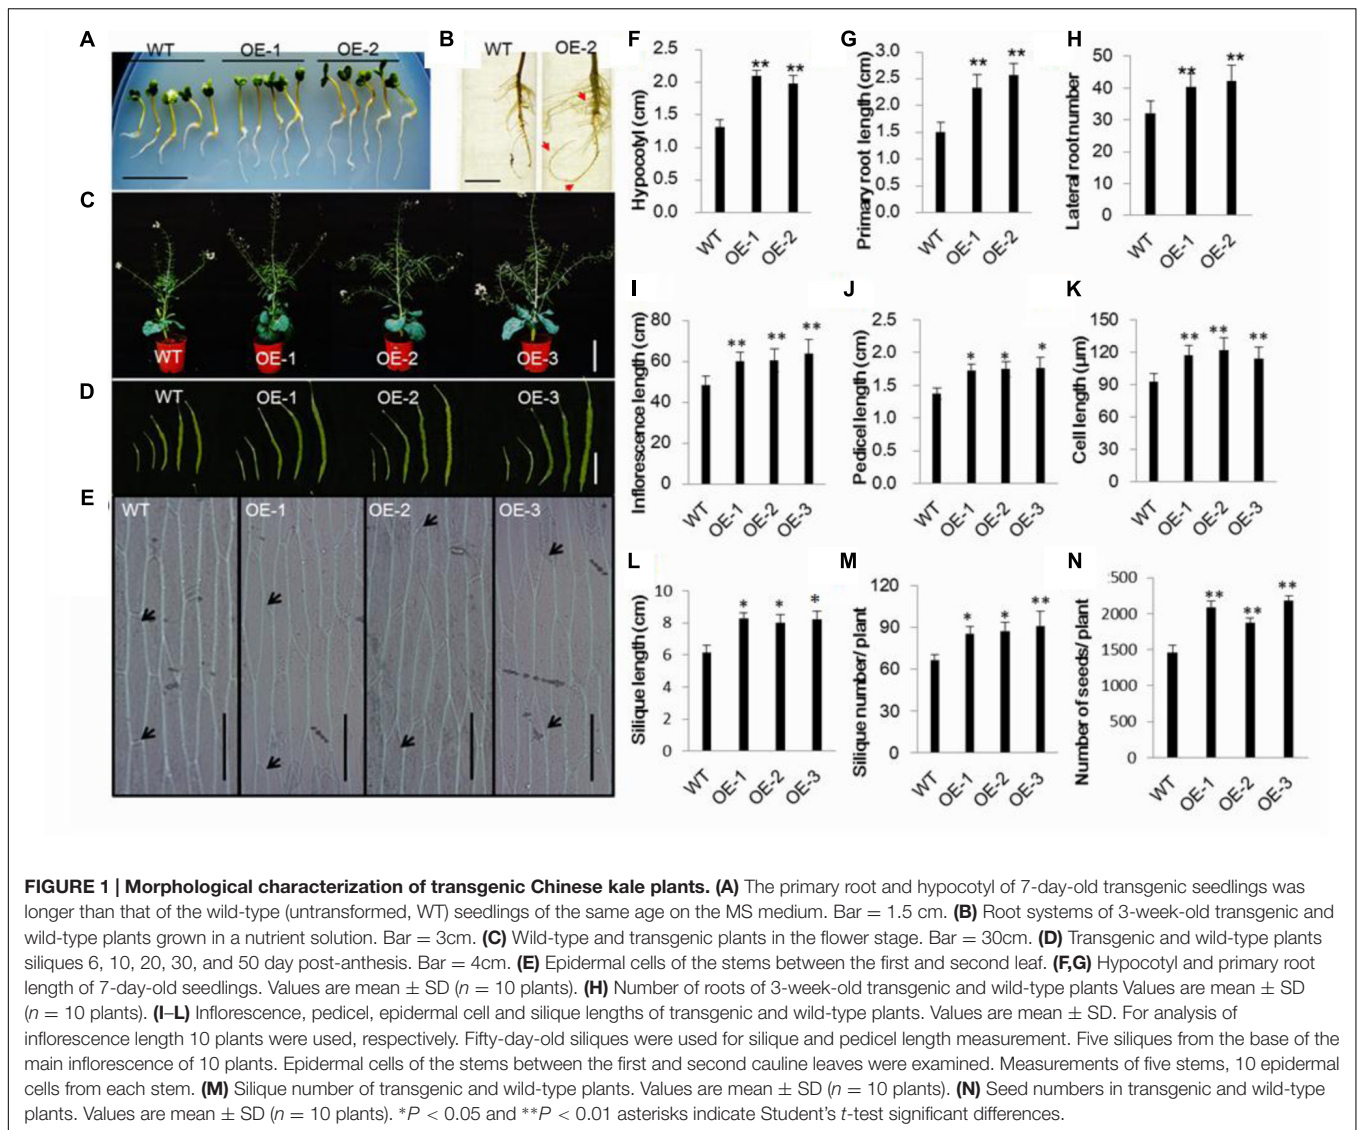 A
WT
OE-1
OE-2
B
WT
OE-2
C
WT
OE-1
OE-2
OE-3
D
WT
OE-1
OE-2
OE-3
E
WT
OE-1
OE-2
OE-3
F
Hypocotyl (cm)
2.5
2.0
1.5
1.0
0.5
0.0
**
**
WT
OE-1
OE-2
G
Primary root length (cm)
3.0
2.5
2.0
1.5
1.0
0.5
0.0
**
**
WT
OE-1
OE-2
H
Lateral root number
50
40
30
20
10
0
**
**
WT
OE-1
OE-2
I
Inflorescence length (cm)
80
60
40
20
0
**
**
**
WT
OE-1
OE-2
OE-3
J
Pedicel length (cm)
2.5
2.0
1.5
1.0
0.5
0.0
*
*
*
WT
OE-1
OE-2
OE-3
K
Cell length (μm)
150
120
90
60
30
0
**
**
**
WT
OE-1
OE-2
OE-3
L
Silique length (cm)
10
8
6
4
2
0
*
*
*
WT
OE-1
OE-2
OE-3
M
Silique number/ plant
120
90
60
30
0
*
*
**
WT
OE-1
OE-2
OE-3
N
Number of seeds/ plant
2000
1500
1000
500
0
**
**
**
WT
OE-1
OE-2
OE-3
FIGURE 1 | Morphological characterization of transgenic Chinese kale plants. (A) The primary root and hypocotyl of 7-day-old transgenic seedlings was
longer than that of the wild-type (untransformed, WT) seedlings of the same age on the MS medium. Bar = 1.5 cm. (B) Root systems of 3-week-old transgenic and
wild-type plants grown in a nutrient solution. Bar = 3cm. (C) Wild-type and transgenic plants in the flower stage. Bar = 30cm. (D) Transgenic and wild-type plants
siliques 6, 10, 20, 30, and 50 day post-anthesis. Bar = 4cm. (E) Epidermal cells of the stems between the first and second leaf. (F,G) Hypocotyl and primary root
length of 7-day-old seedlings. Values are mean ± SD (n = 10 plants). (H) Number of roots of 3-week-old transgenic and wild-type plants Values are mean ± SD
(n = 10 plants). (I–L) Inflorescence, pedicel, epidermal cell and silique lengths of transgenic and wild-type plants. Values are mean ± SD. For analysis of
inflorescence length 10 plants were used, respectively. Fifty-day-old siliques were used for silique and pedicel length measurement. Five siliques from the base of the
main inflorescence of 10 plants. Epidermal cells of the stems between the first and second cauline leaves were examined. Measurements of five stems, 10 epidermal
cells from each stem. (M) Silique number of transgenic and wild-type plants. Values are mean ± SD (n = 10 plants). (N) Seed numbers in transgenic and wild-type
plants. Values are mean ± SD (n = 10 plants). *P < 0.05 and **P < 0.01 asterisks indicate Student's t-test significant differences.